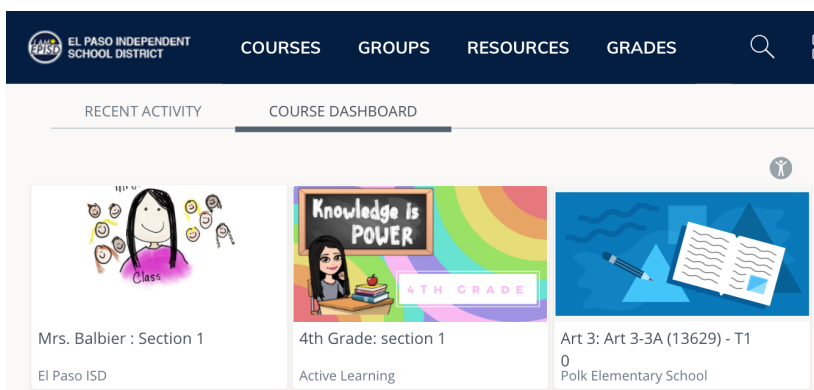 I AM
EPISD
EL PASO INDEPENDENT
SCHOOL DISTRICT
COURSES
GROUPS
RESOURCES
GRADES
RECENT ACTIVITY
COURSE DASHBOARD
Class
Knowledge is
POWER
4TH GRADE
Mrs. Balbier : Section 1
El Paso ISD
4th Grade: section 1
Active Learning
Art 3: Art 3-3A (13629) - T1
0
Polk Elementary School